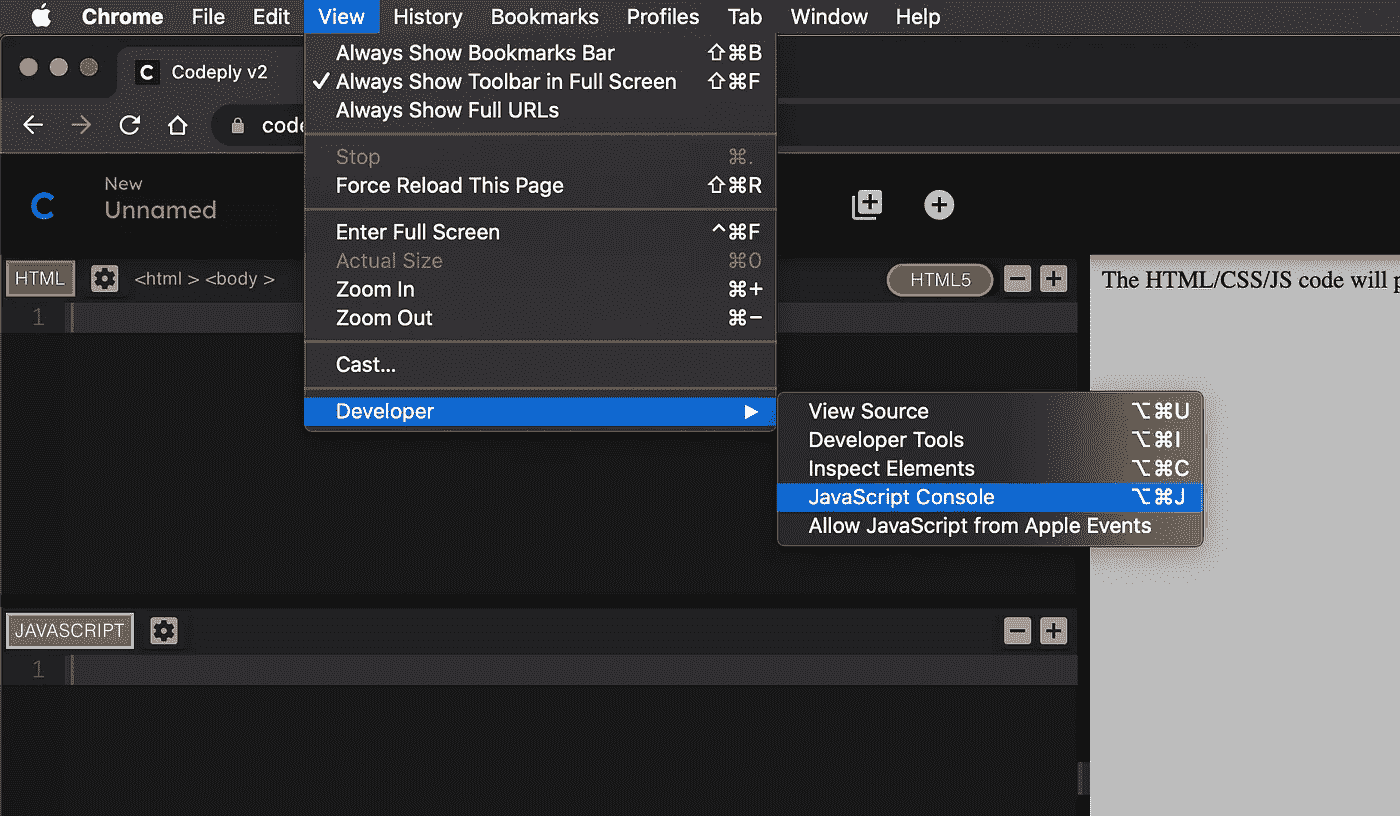 Chrome File Edit View History Bookmarks Profiles Tab Window Help
Always Show Bookmarks Bar ⇧⌘B
✓ Always Show Toolbar in Full Screen ⇧⌘F
Always Show Full URLs
Stop ⌘.
Force Reload This Page ⇧⌘R
Enter Full Screen ^⌘F
Actual Size ⌘0
Zoom In ⌘+
Zoom Out ⌘−
Cast...
Developer ▶
View Source ⌥⌘U
Developer Tools ⌥⌘I
Inspect Elements ⌥⌘C
JavaScript Console ⌥⌘J
Allow JavaScript from Apple Events
C Codeply v2
C
New
Unnamed
HTML <html > <body > HTML5
1
The HTML/CSS/JS code will
JAVASCRIPT
1